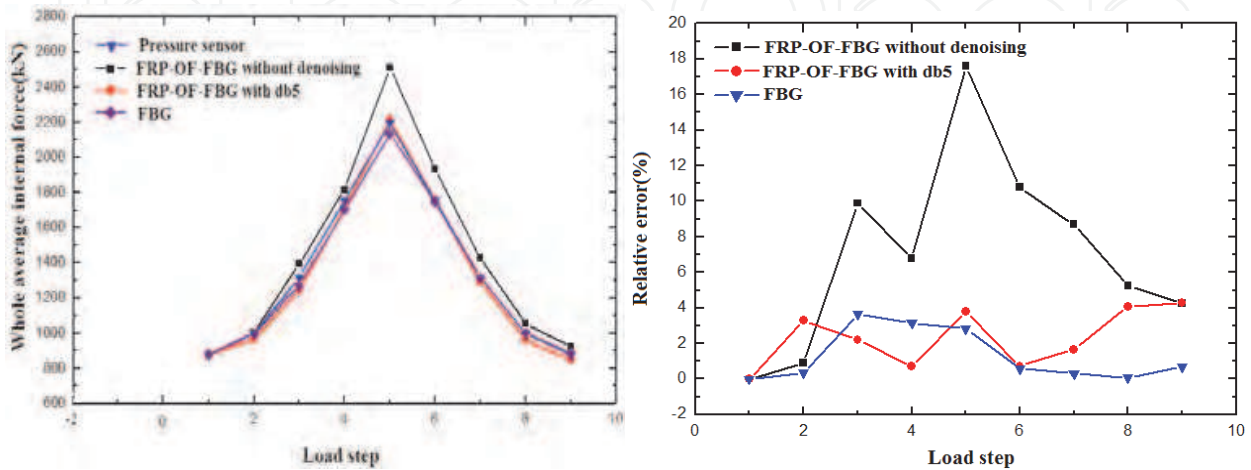 Whole average internal force(kN)
2800
2600
2400
2200
2000
1800
1600
1400
1200
1000
800
600
Pressure sensor
FRP-OF-FBG without denoising
FRP-OF-FBG with db5
FBG
-2 0 2 4 6 8 10
Load step
Relative error(%)
20
18
16
14
12
10
8
6
4
2
0
-2
FRP-OF-FBG without denoising
FRP-OF-FBG with db5
FBG
0 2 4 6 8 10
Load step